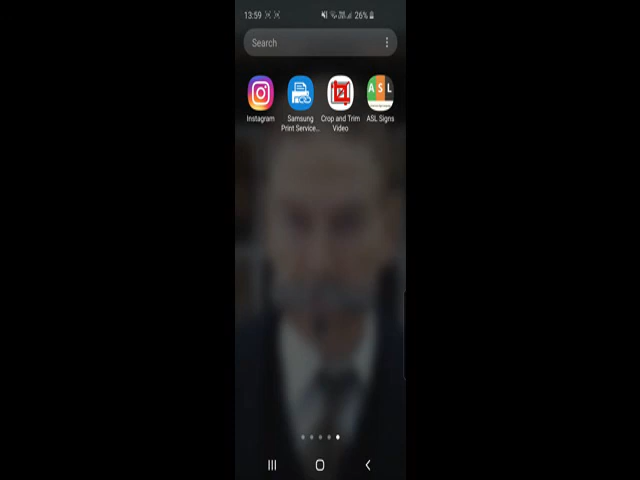 13:59 26%
Search
Instagram
Samsung
Print Service...
Crop and Trim
Video
A S L
ASL Signs